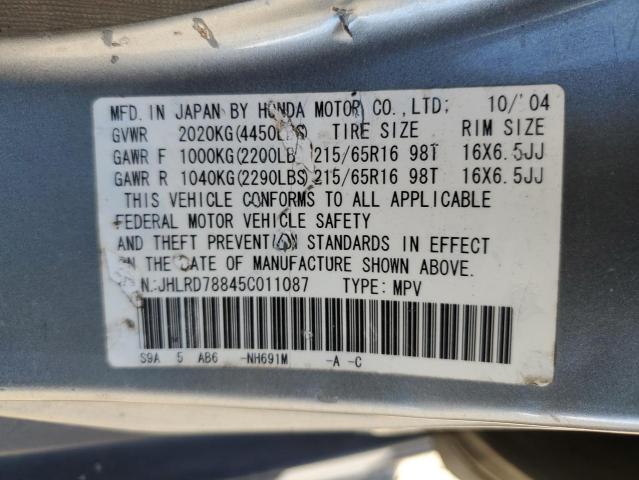 MFD. IN JAPAN BY HONDA MOTOR CO., LTD: 10/'04
GVWR 2020KG(4450LBS) TIRE SIZE RIM SIZE
GAWR F 1000KG(2200LB 215/65R16 98T 16X6.5JJ
GAWR R 1040KG(2290LBS) 215/65R16 98T 16X6.5JJ
THIS VEHICLE CONFORMS TO ALL APPLICABLE
FEDERAL MOTOR VEHICLE SAFETY
AND THEFT PREVENTION STANDARDS IN EFFECT
ON THE DATE OF MANUFACTURE SHOWN ABOVE.
N:JHLRD78845C011087 TYPE: MPV
S9A 5 AB6 -NH691M -A -C